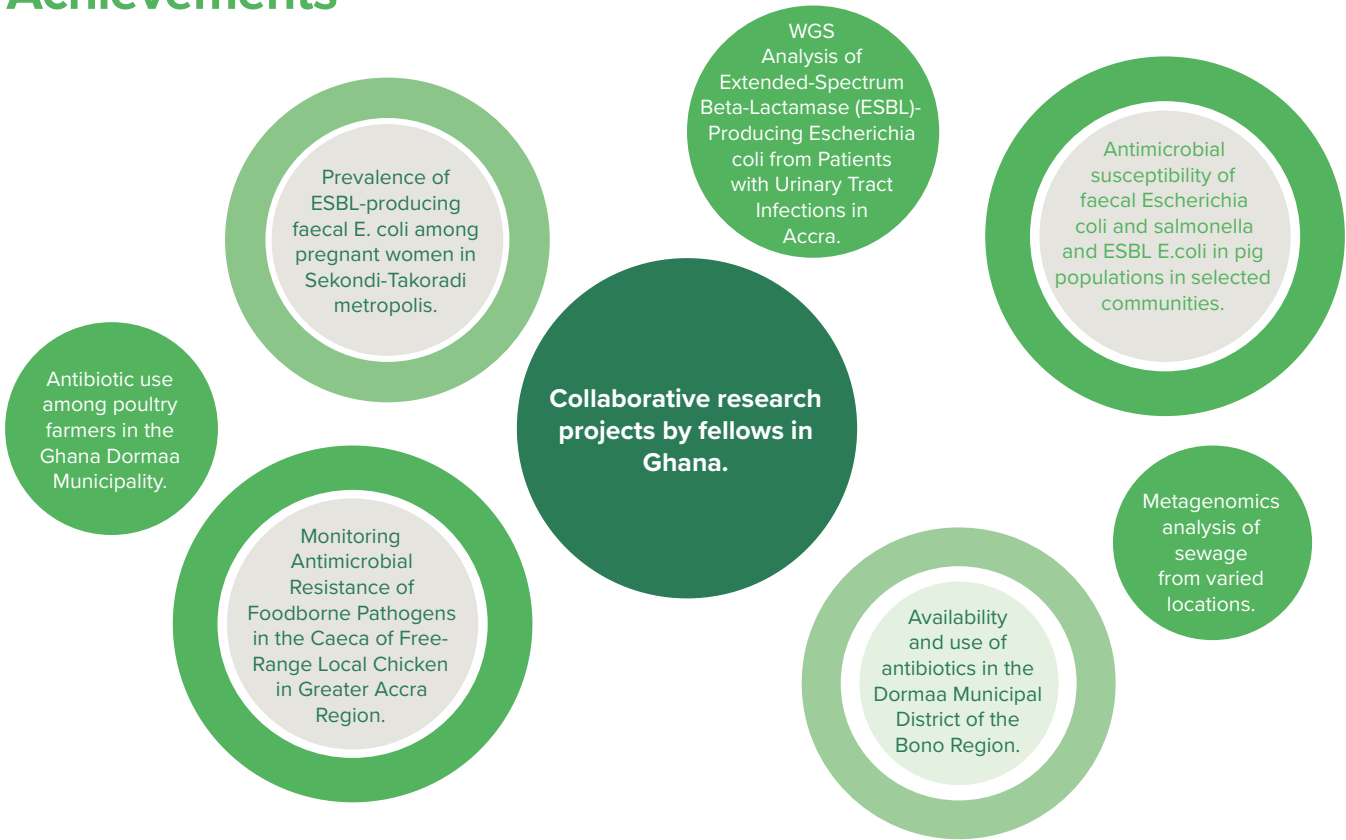 Achievements
WGS
Analysis of
Extended-Spectrum
Beta-Lactamase (ESBL)-
Producing Escherichia
coli from Patients
with Urinary Tract
Infections in
Accra.
Prevalence of
ESBL-producing
faecal E. coli among
pregnant women in
Sekondi-Takoradi
metropolis.
Antimicrobial
susceptibility of
faecal Escherichia
coli and salmonella
and ESBL E.coli in pig
populations in selected
communities.
Antibiotic use
among poultry
farmers in the
Ghana Dormaa
Municipality.
Collaborative research
projects by fellows in
Ghana.
Monitoring
Antimicrobial
Resistance of
Foodborne Pathogens
in the Caeca of Free-
Range Local Chicken
in Greater Accra
Region.
Metagenomics
analysis of
sewage
from varied
locations.
Availability
and use of
antibiotics in the
Dormaa Municipal
District of the
Bono Region.